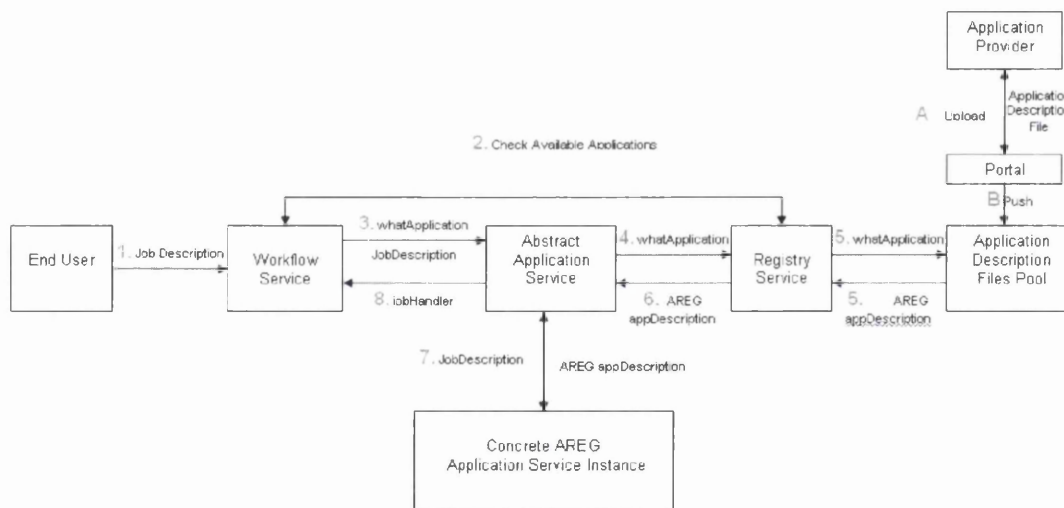 Application
Provider
A Upload
Applicatio
Descriptio
File
2. Check Available Applications
Portal
B Push
End User
1. Job Description
Workflow
Service
3. whatApplication
JobDescription
8. jobHandler
Abstract
Application
Service
4. whatApplication
6. AREG
appDescription
Registry
Service
5. whatApplication
5. AREG
appDescription
Application
Description
Files Pool
7. JobDescription
AREG appDescription
Concrete AREG
Application Service Instance